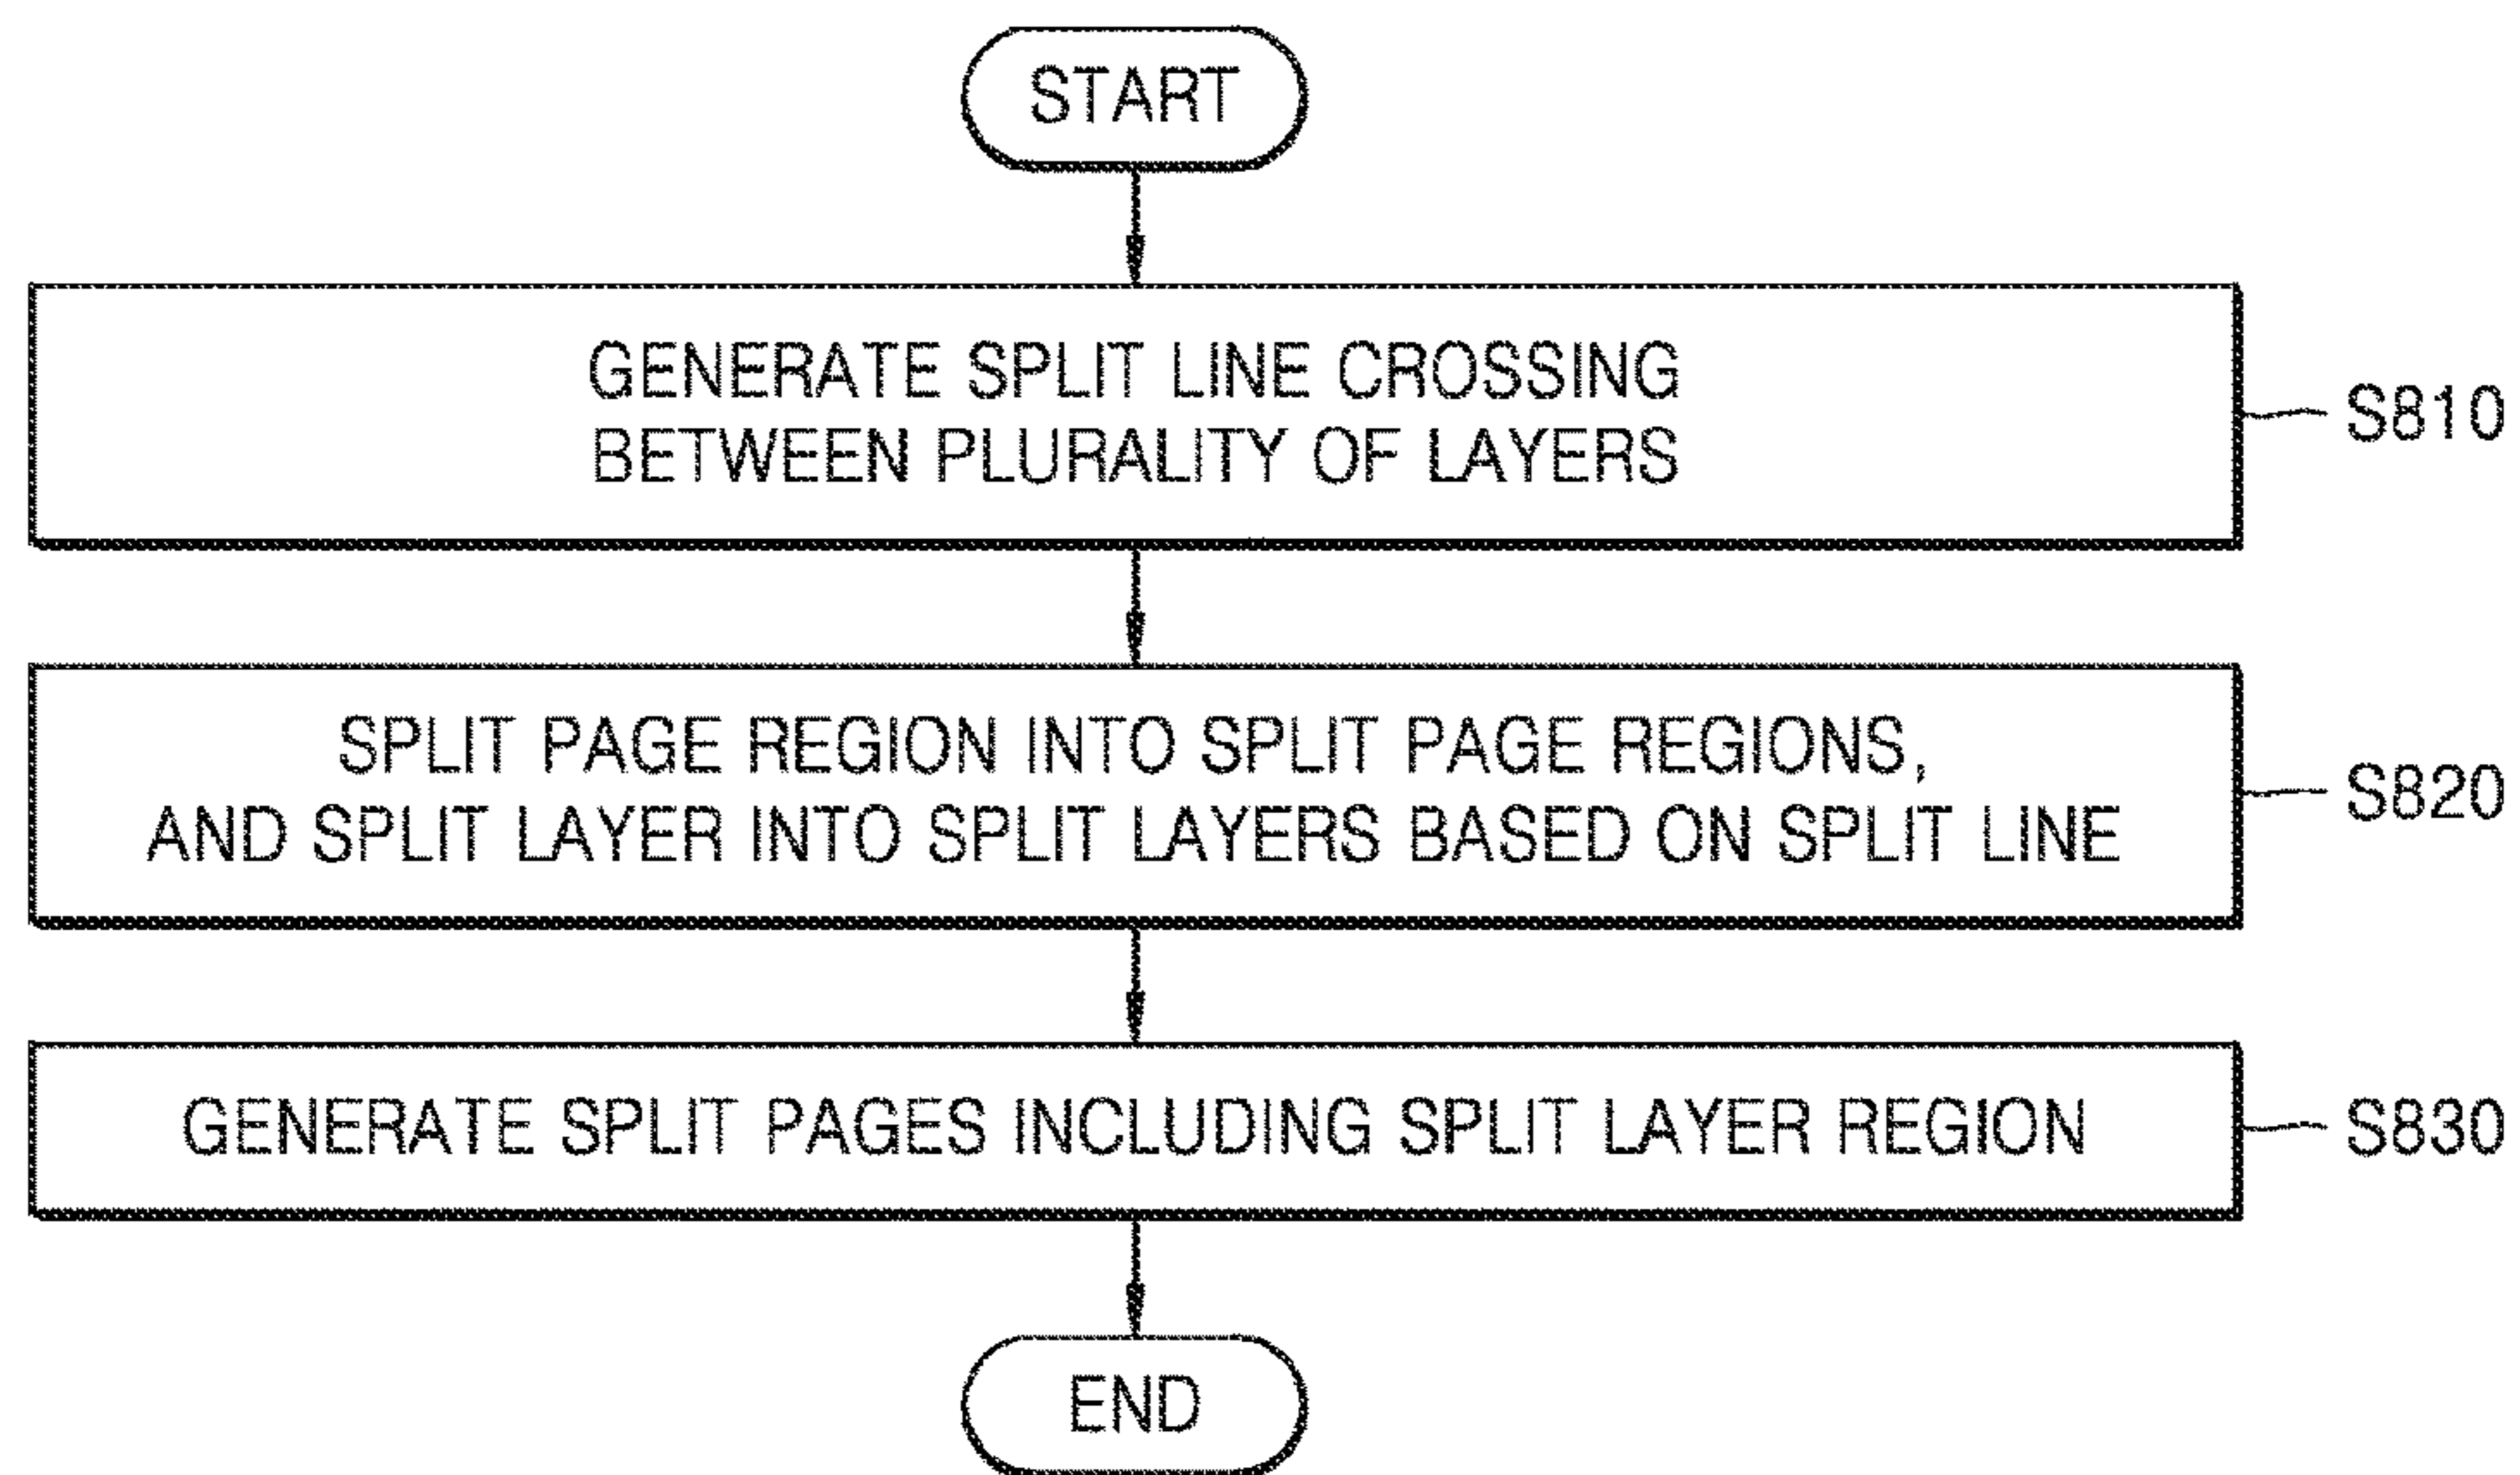 START
GENERATE SPLIT LINE CROSSING
BETWEEN PLURALITY OF LAYERS
S810
SPLIT PAGE REGION INTO SPLIT PAGE REGIONS,
AND SPLIT LAYER INTO SPLIT LAYERS BASED ON SPLIT LINE
S820
GENERATE SPLIT PAGES INCLUDING SPLIT LAYER REGION
S830
END